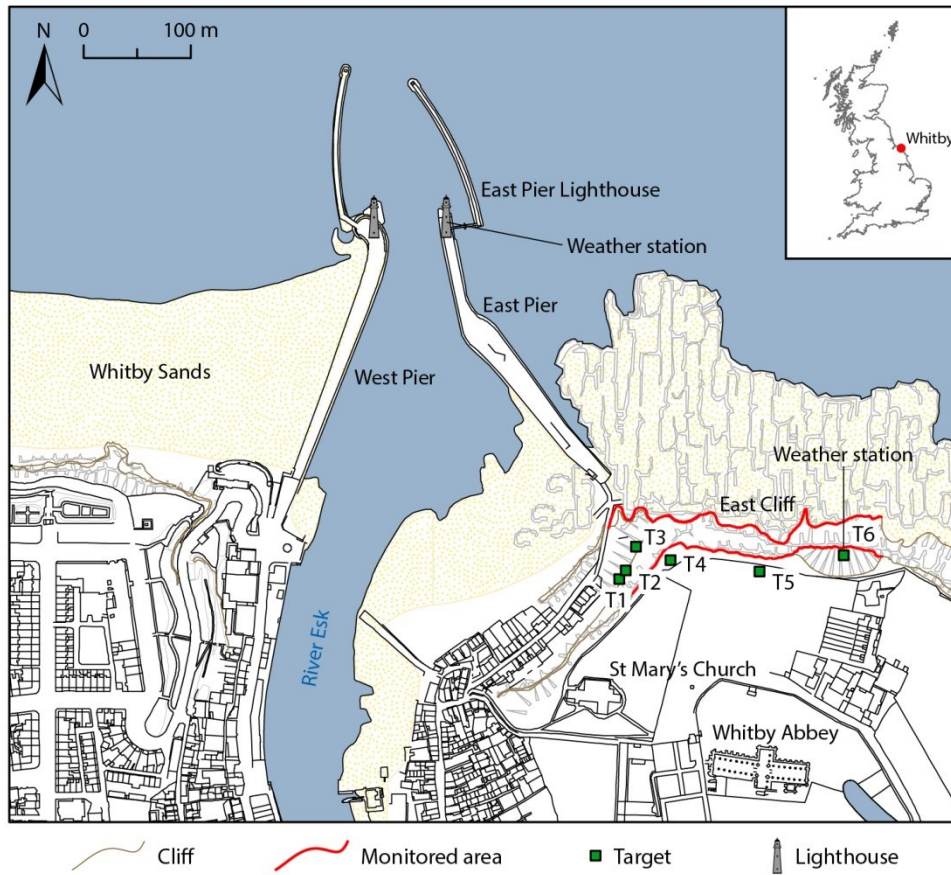 N
0 100 m
Whitby
East Pier Lighthouse
Weather station
East Pier
Whitby Sands
West Pier
Weather station
East Cliff
T3
T6
T4
T2
T5
T1
River Esk
St Mary's Church
Whitby Abbey
Cliff
Monitored area
Target
Lighthouse